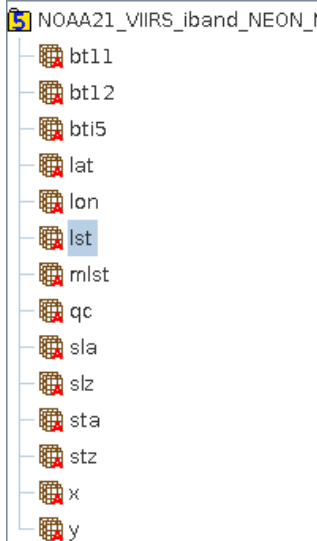 NOAA21_VIIRS_iband_NEON_
bt11
bt12
bti5
lat
lon
lst
mlst
qc
sla
slz
sta
stz
x
y